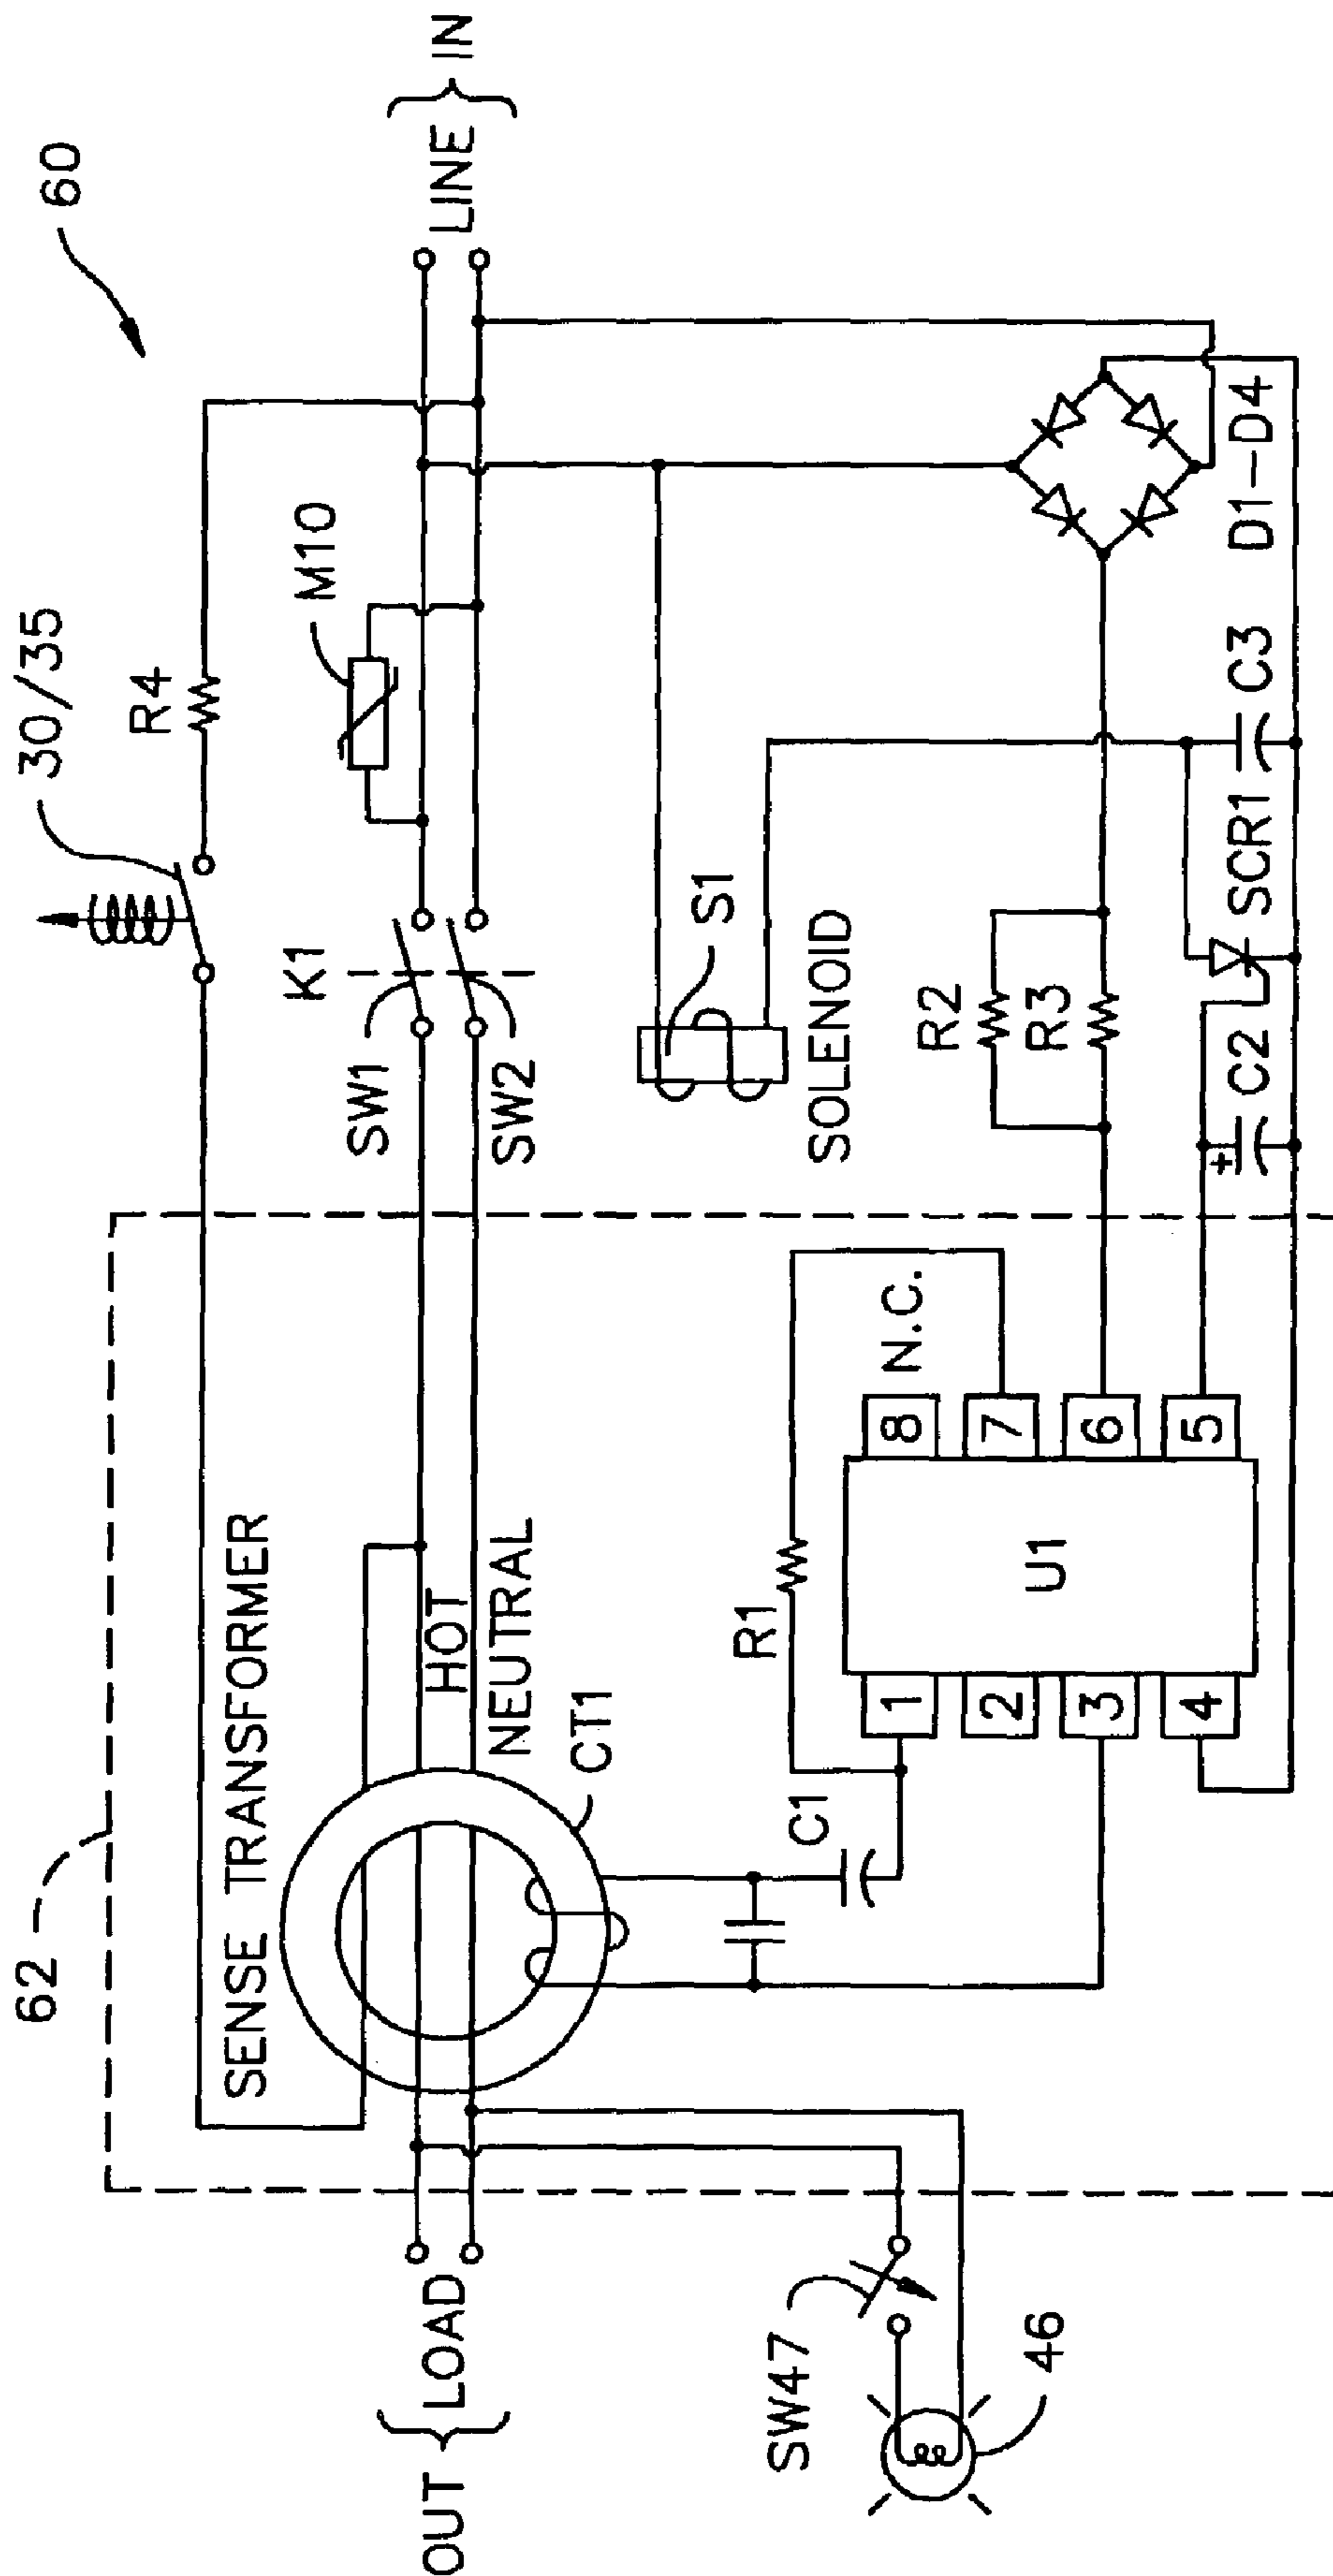 60
62
30/35
R4
M10
IN
LINE
K1
SW1
SW2
SENSE TRANSFORMER
HOT
NEUTRAL
CT1
OUT
LOAD
S1
SOLENOID
R1
R2
R3
N.C.
C1
U1
1
2
3
4
8
7
6
5
SW47
46
+
C2
SCR1
C3
D1-D4